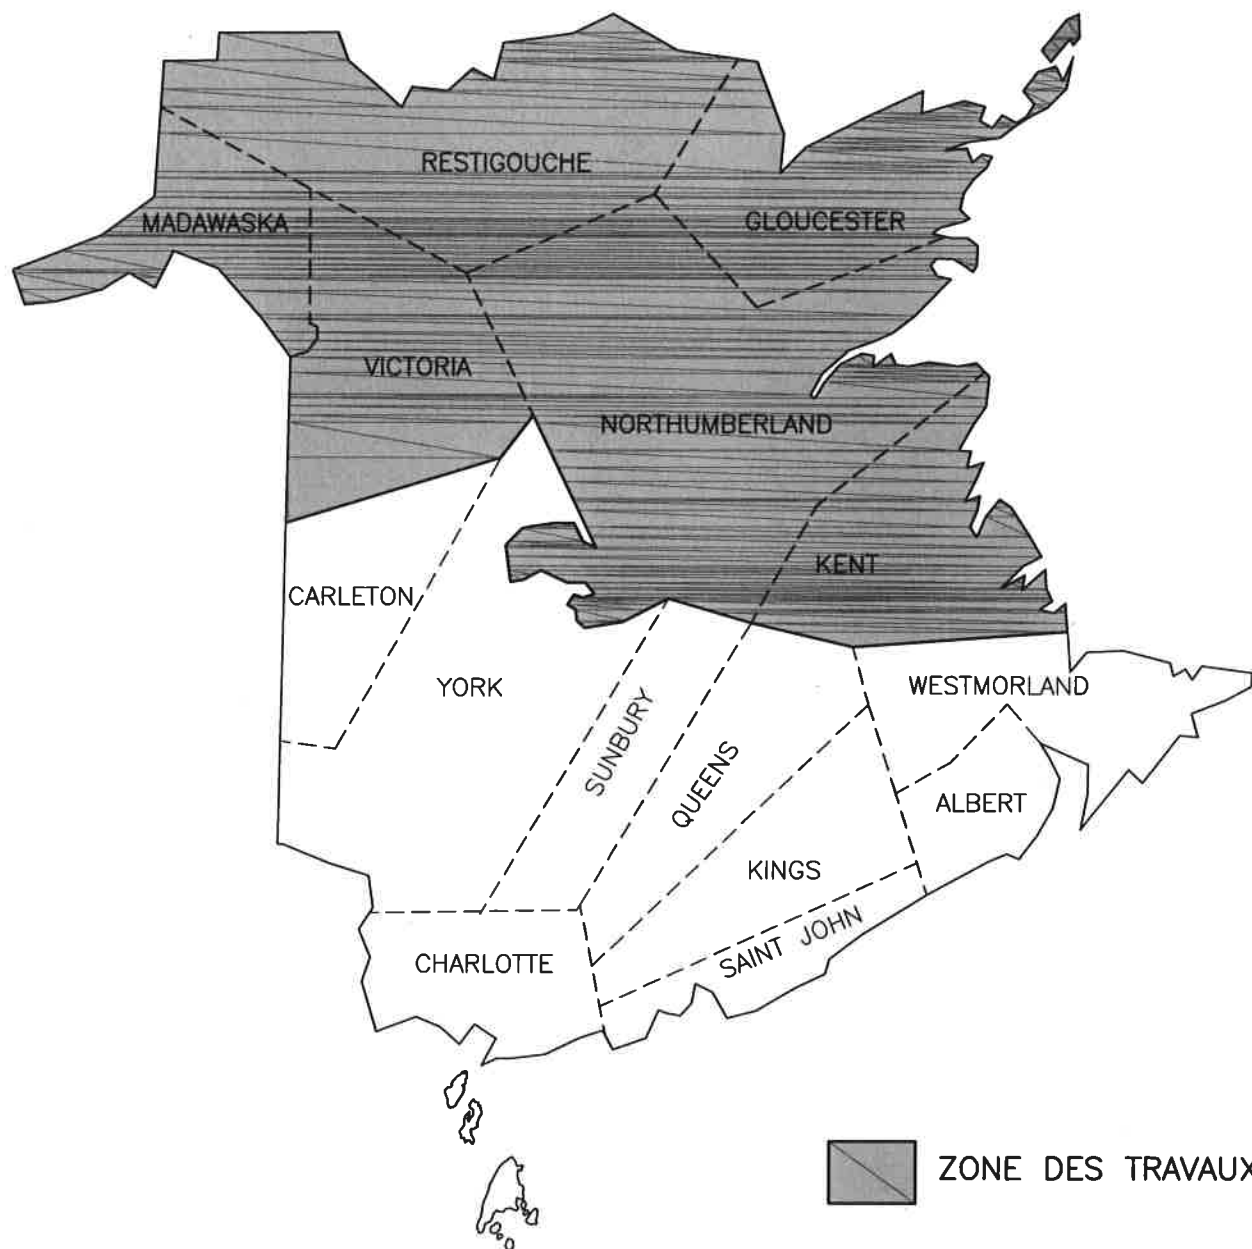 RESTIGOUCHE
MADAWASKA
GLOUCESTER
VICTORIA
NORTHUMBERLAND
KENT
CARLETON
YORK
WESTMORLAND
SUNBURY
QUEENS
ALBERT
KINGS
SAINT JOHN
CHARLOTTE
ZONE DES TRAVAUX